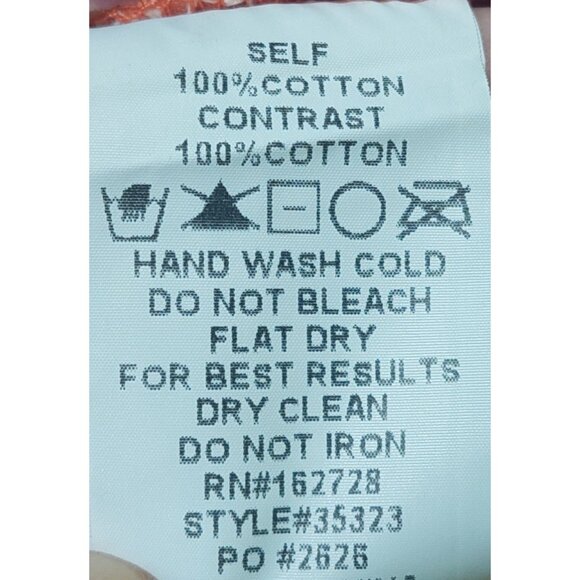 SELF
100%COTTON
CONTRAST
100%COTTON
HAND WASH COLD
DO NOT BLEACH
FLAT DRY
FOR BEST RESULTS
DRY CLEAN
DO NOT IRON
RN#162728
STYLE#35323
PO #2626